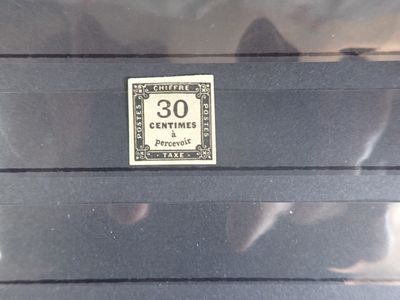 CHIFFRE
POSTES
30
CENTIMES
à
percevoir
POSTES
TAXE